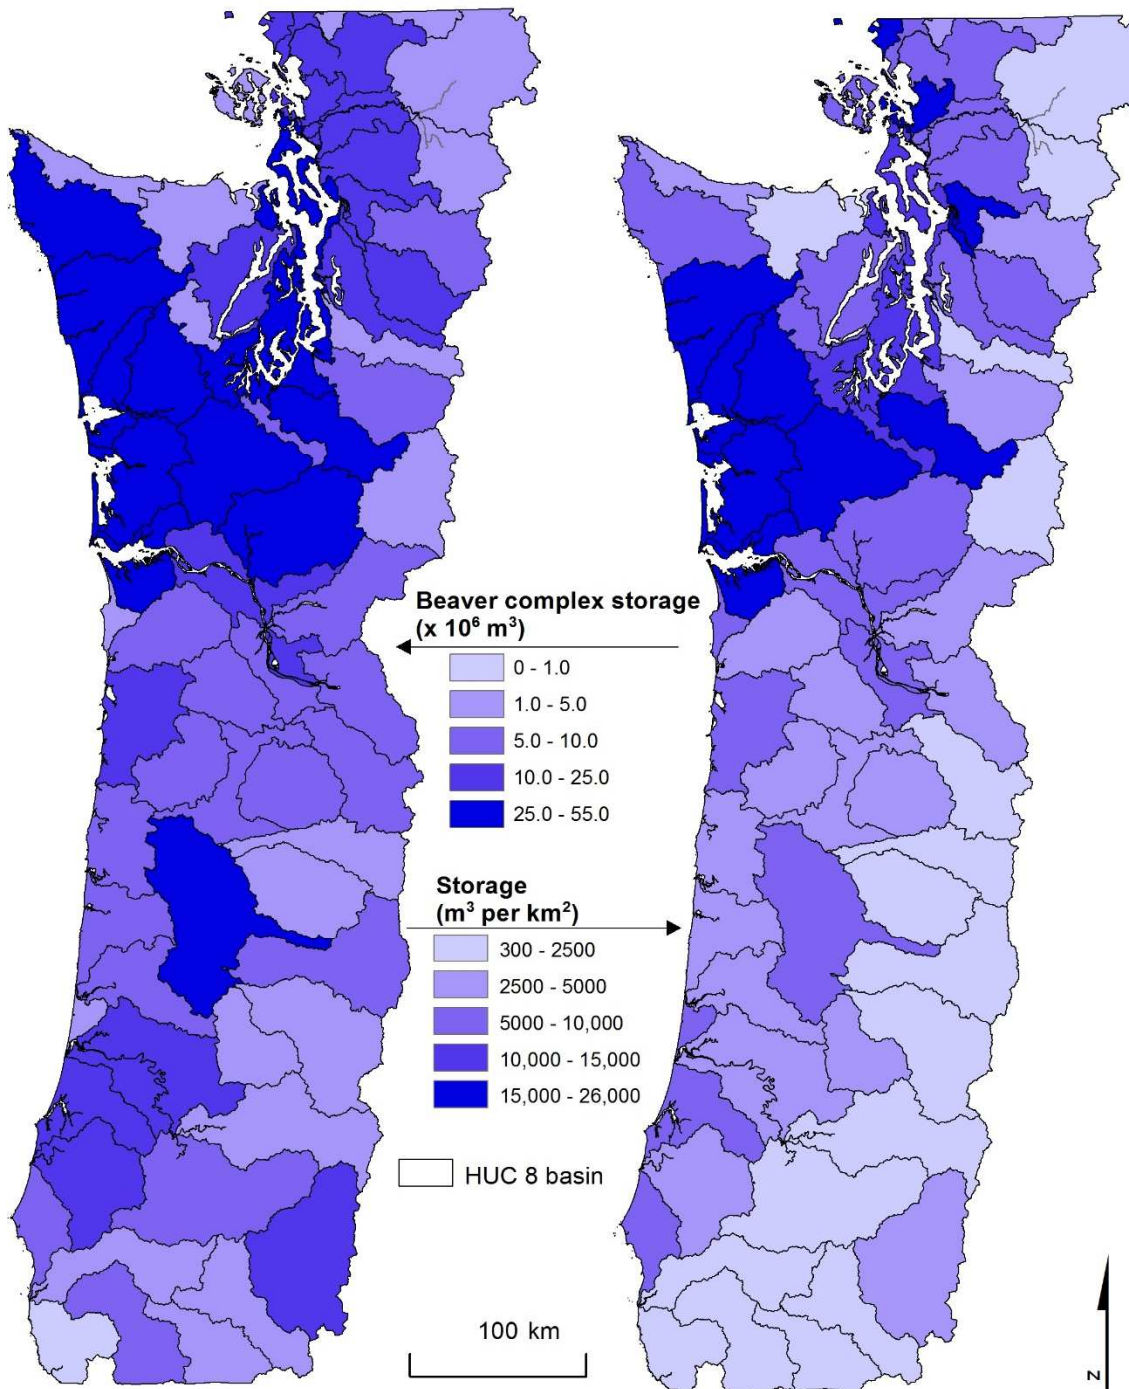 Beaver complex storage
(x 10⁶ m³)
0 - 1.0
1.0 - 5.0
5.0 - 10.0
10.0 - 25.0
25.0 - 55.0
Storage
(m³ per km²)
300 - 2500
2500 - 5000
5000 - 10,000
10,000 - 15,000
15,000 - 26,000
HUC 8 basin
100 km
N